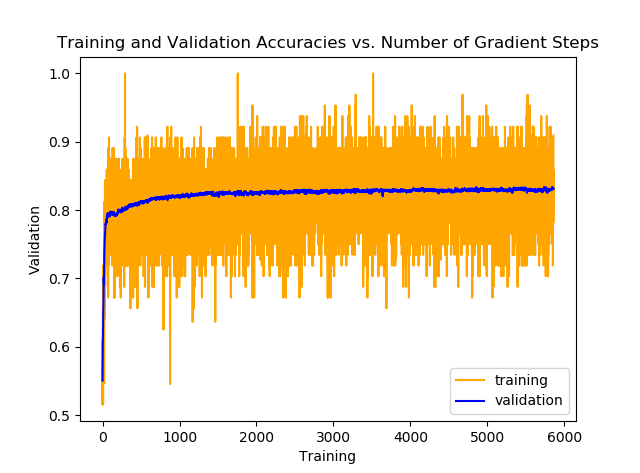 Training and Validation Accuracies vs. Number of Gradient Steps
1.0
0.9
0.8
0.7
0.6
0.5
Validation
0
1000
2000
3000
4000
5000
6000
Training
training
validation